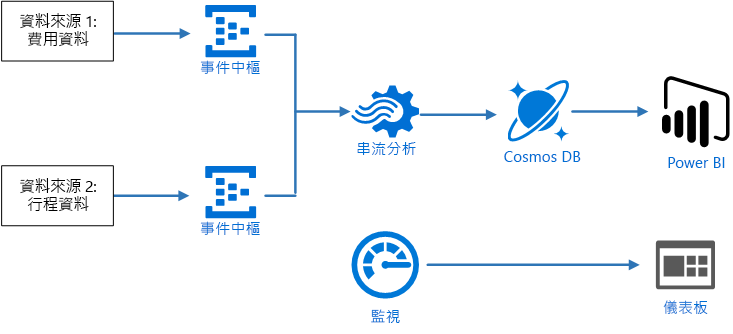 資料來源 1:
費用資料
事件中樞
串流分析
Cosmos DB
Power BI
資料來源 2:
行程資料
事件中樞
監視
儀表板